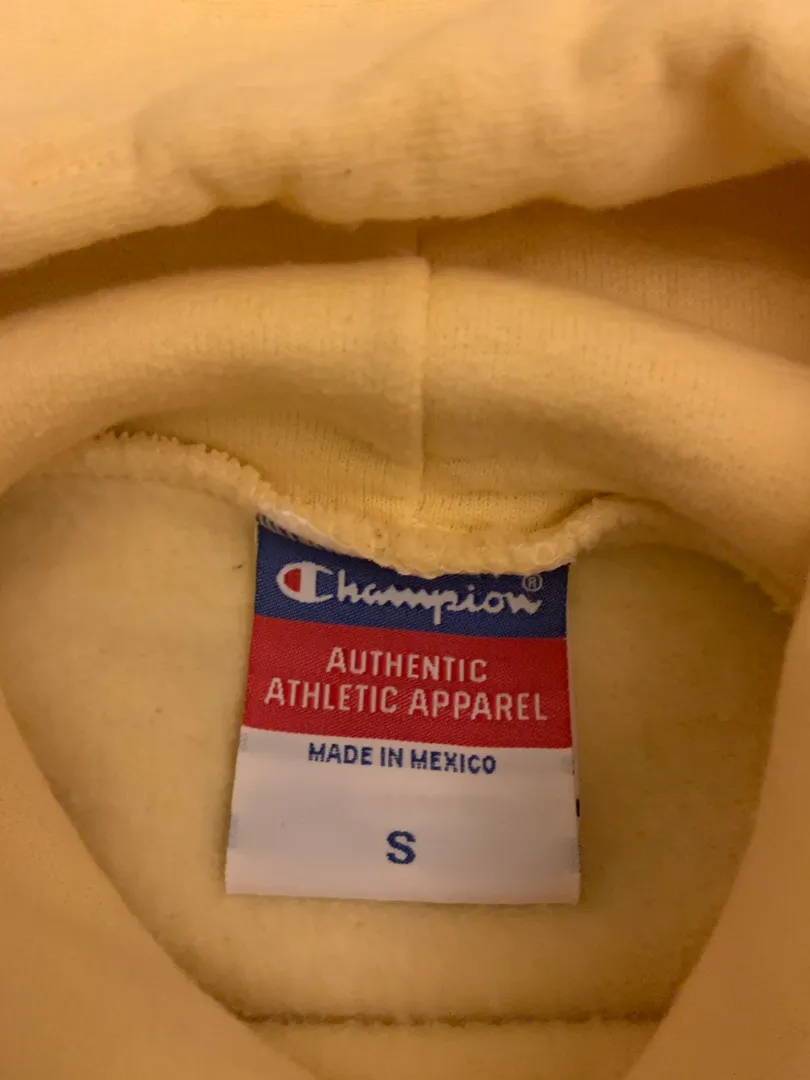 Champion®
AUTHENTIC
ATHLETIC APPAREL
MADE IN MEXICO
S